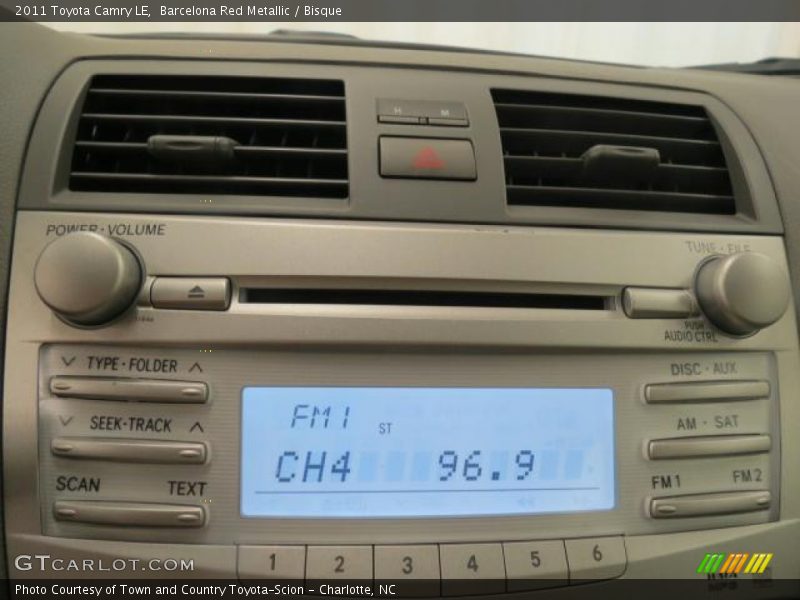 2011 Toyota Camry LE,  Barcelona Red Metallic / Bisque
H M
POWER · VOLUME
TUNE · FILE
PUSH
AUDIO CTRL
TYPE · FOLDER
DISC · AUX
SEEK · TRACK
AM · SAT
SCAN TEXT
FM1 FM2
FM1 ST
CH4 96.9
1 2 3 4 5 6
GTCARLOT.COM
Photo Courtesy of Town and Country Toyota-Scion - Charlotte, NC